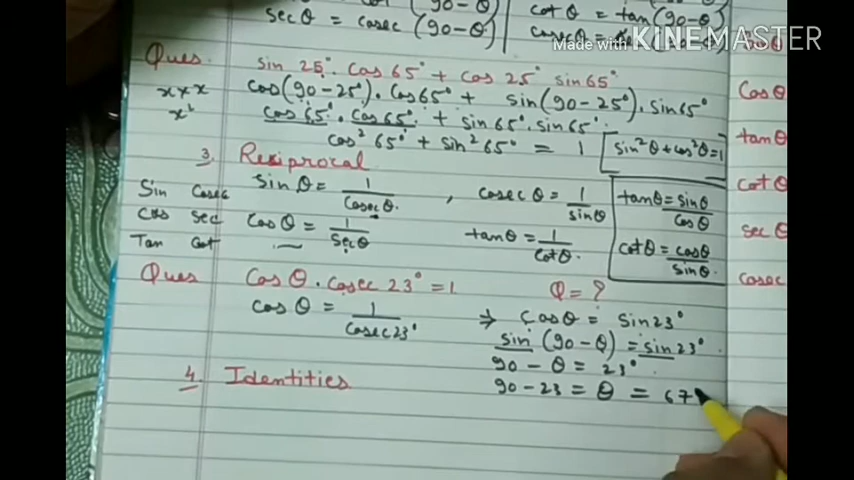 sec θ = cosec (90-θ)
cot θ = tan(90-θ)
cosec θ =
Made with KINEMASTER
Ques.
sin 25°. Cos 65° + cos 25° sin 65°
x x x
cos(90-25°). Cos 65° + sin(90-25°). sin 65°
cos 65°. cos 65° + sin 65°. sin 65°.
x²
cos² 65° + sin² 65° = 1 [sin²θ + cos²θ = 1
3. Reciprocal
Sin Cosec
sin θ = 1/Cosec θ. , cosec θ = 1/sin θ
tan θ = sin θ/Cos θ
Cos Sec
cos θ = 1/Sec θ
tan θ = 1/Cot θ.
cot θ = cos θ/sin θ.
Tan Cot
Ques Cos θ. Cosec 23° = 1 θ = ?
cos θ = 1/Cosec 23° ⇒ Cos θ = Sin 23°
sin (90-θ) = sin 23°.
90 - θ = 23°.
4. Identities
90 - 23 = θ = 67
Cos θ
tan θ
cot θ
sec θ
Cosec